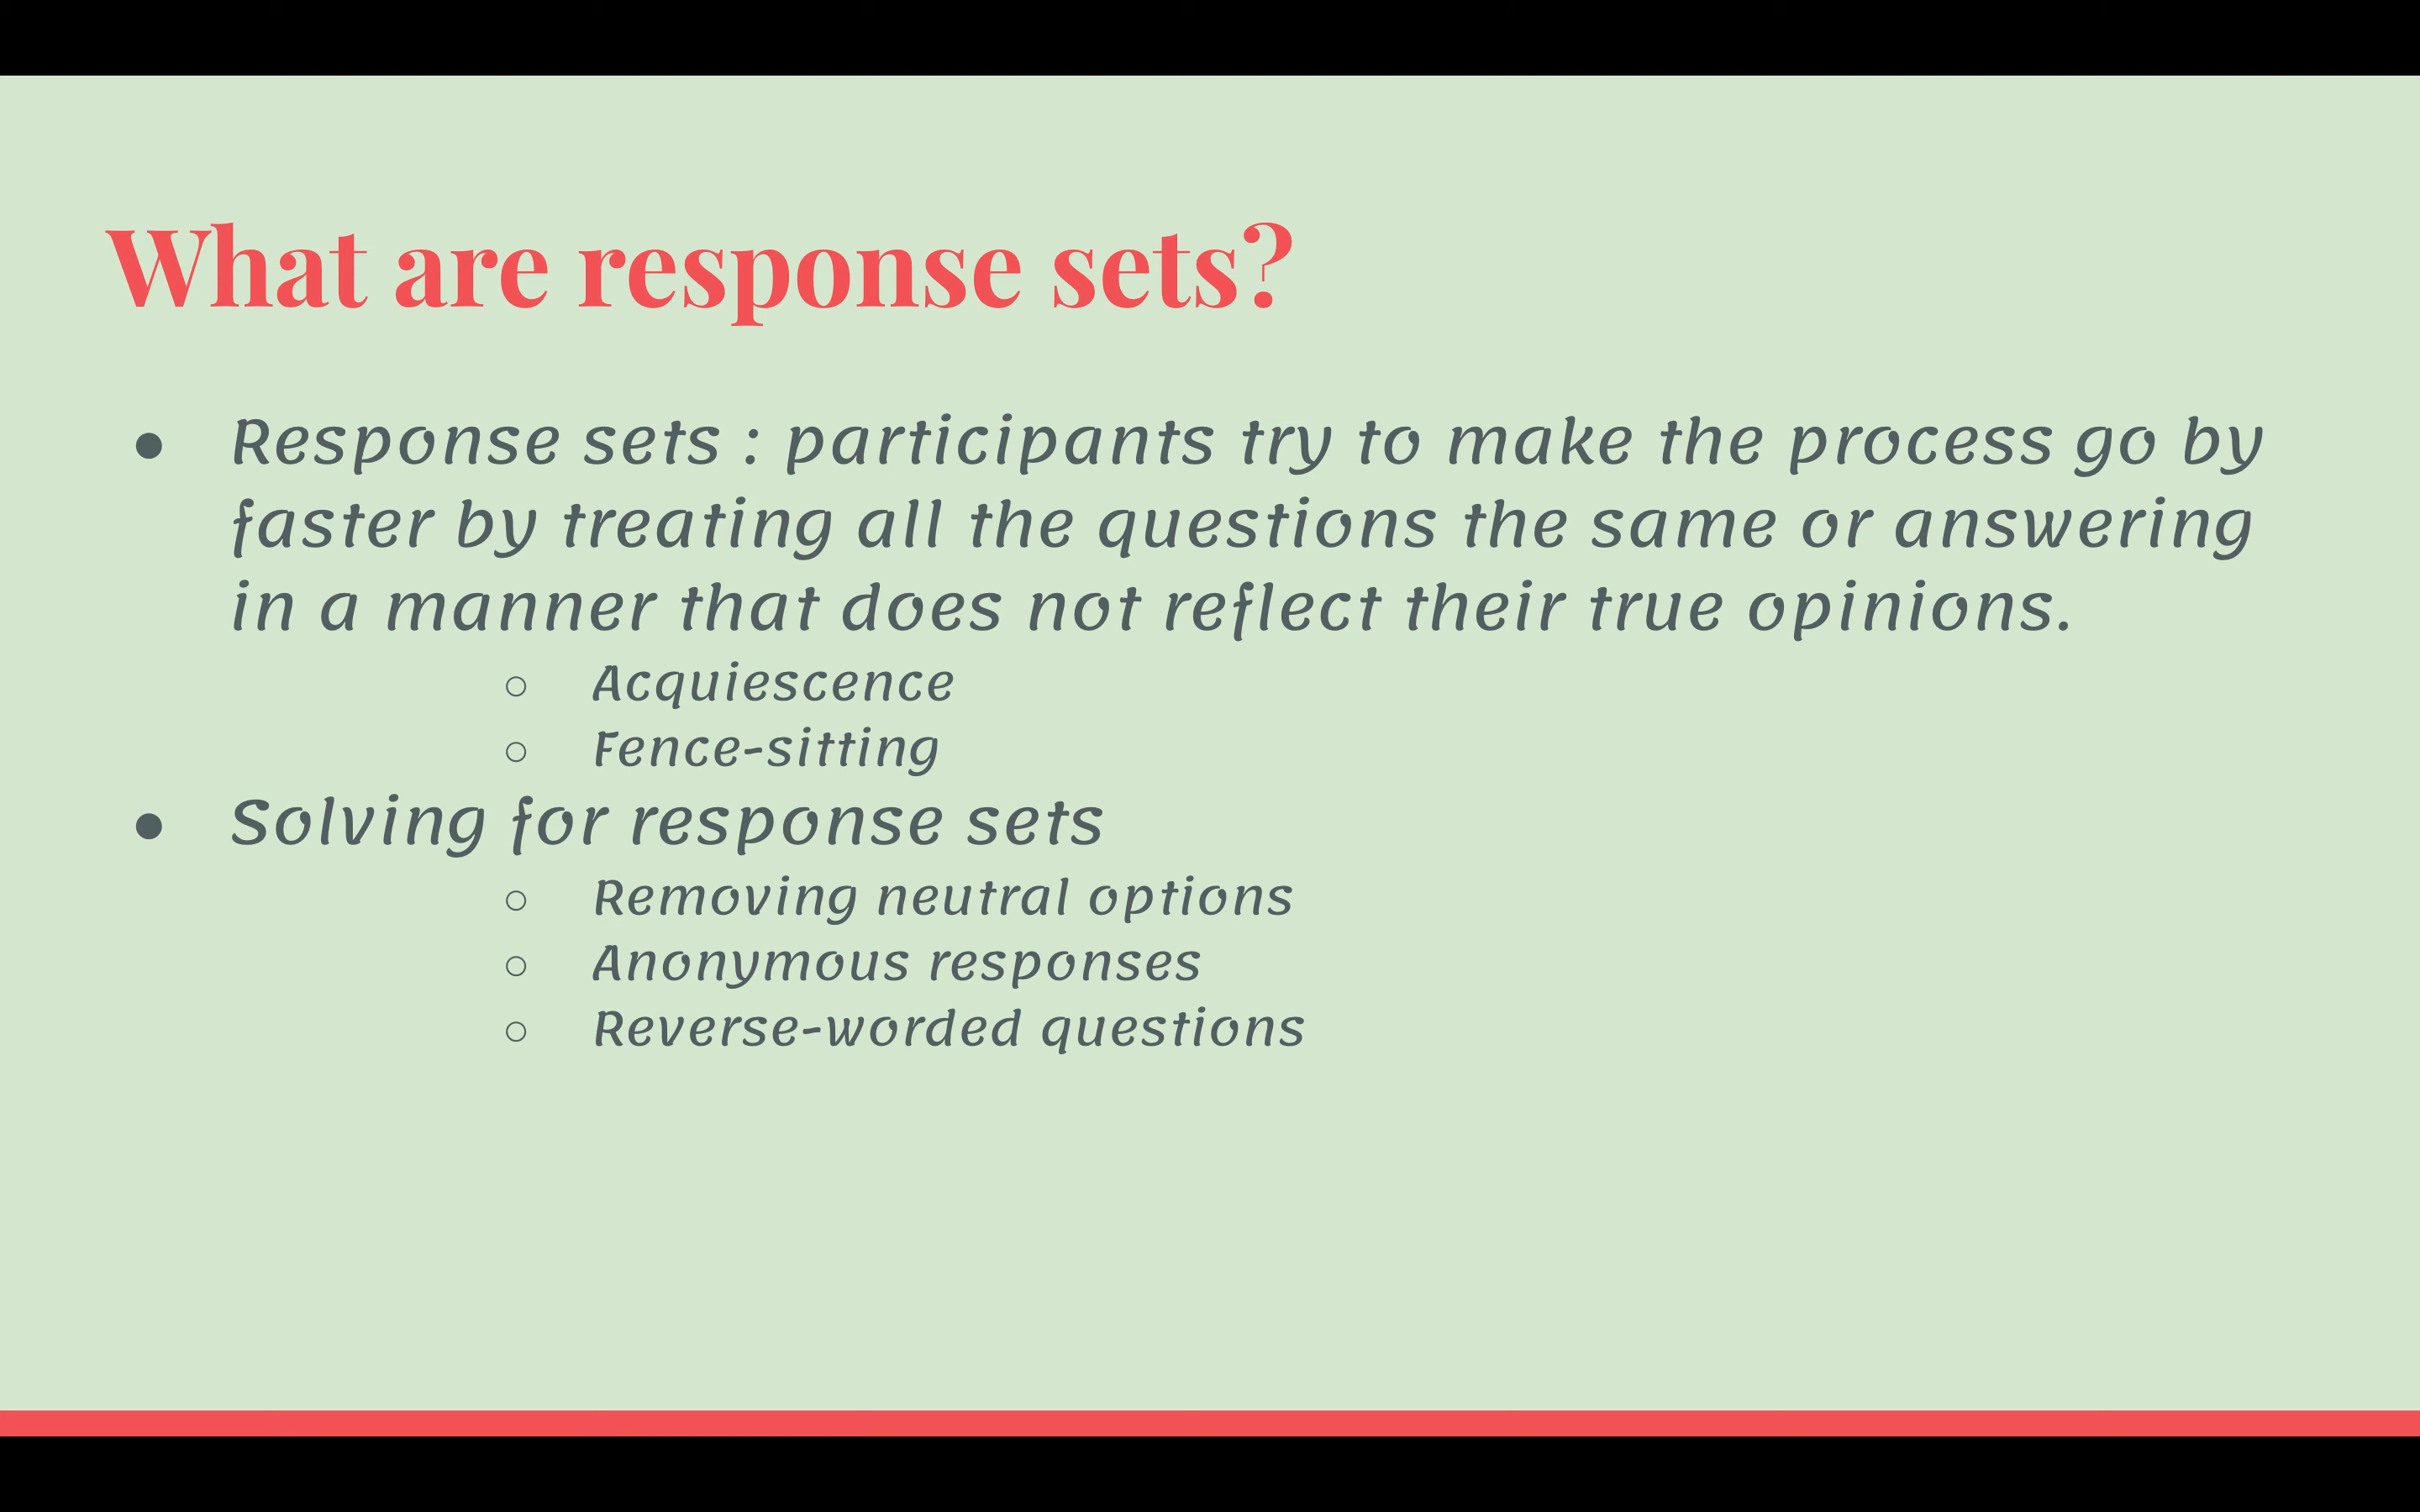 What are response sets?
● Response sets : participants try to make the process go by
faster by treating all the questions the same or answering
in a manner that does not reflect their true opinions.
○ Acquiescence
○ Fence-sitting
● Solving for response sets
○ Removing neutral options
○ Anonymous responses
○ Reverse-worded questions